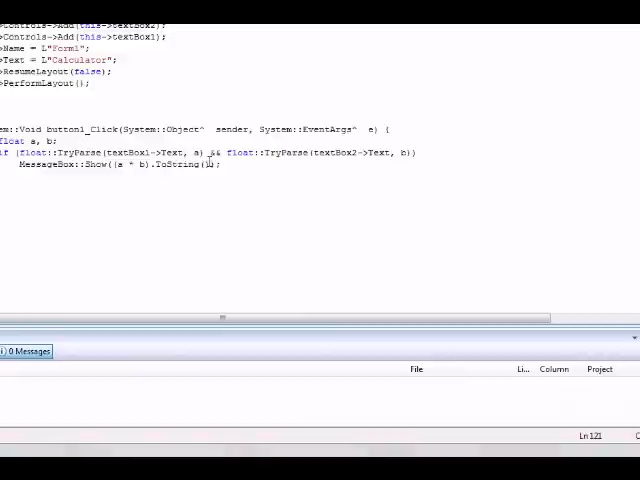 >Controls->Add(this->textBox2);
>Controls->Add(this->textBox1);
>Name = L"Form1";
>Text = L"Calculator";
>ResumeLayout(false);
>PerformLayout();
em::Void button1_Click(System::Object^ sender, System::EventArgs^ e) {
float a, b;
if (float::TryParse(textBox1->Text, a) && float::TryParse(textBox2->Text, b))
MessageBox::Show((a * b).ToString());
0 Messages
File Li... Column Project
Ln 121 C